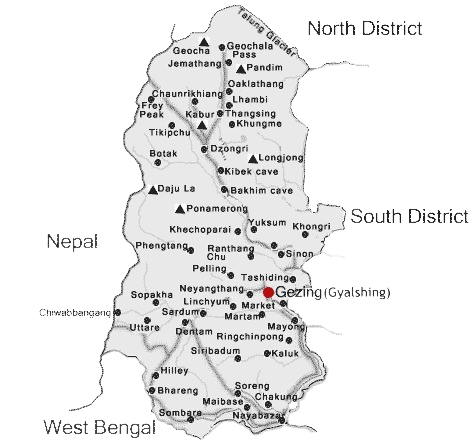 Talung Glacier
North District
Geocha
Geochala
Pass
Jemathang
Pandim
Oaklathang
Chaurikhiang
Lhambi
Frey
Peak
Kabur
Thangsing
Khungme
Tikipchu
Dzongri
Botak
Longjong
Kibek cave
Daju La
Bakhim cave
Ponamerong
South District
Yuksum
Khechoparai
Khongri
Nepal
Phengtang
Ranthang
Chu
Sinon
Pelling
Tashiding
Neyangthang
Gezing(Gyalshing)
Sopakha
Linchyum
Market
Chiwabbangang
Sardum
Martam
Uttare
Mayong
Dentam
Ringchinpong
Siribadum
Kaluk
Hilley
Soreng
Bhareng
Chakung
Maibase
West Bengal
Sombare
Nayabazar